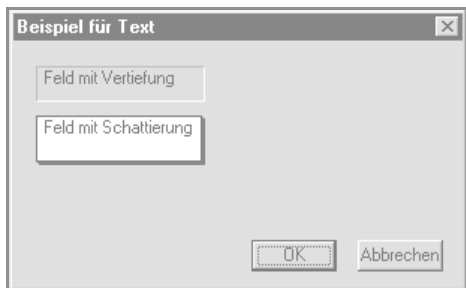 Beispiel für Text
Feld mit Vertiefung
Feld mit Schattierung
OK
Abbrechen